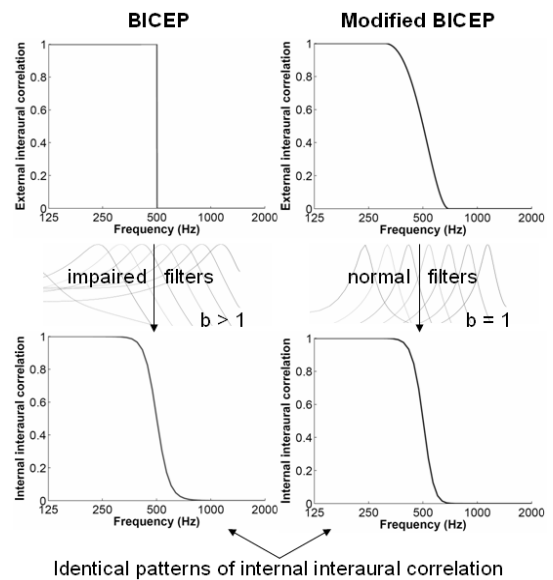 BICEP
Modified BICEP
External interaural correlation
1
0.8
0.6
0.4
0.2
0
125 250 500 1000 2000
Frequency (Hz)
External interaural correlation
1
0.8
0.6
0.4
0.2
0
125 250 500 1000 2000
Frequency (Hz)
impaired filters
b > 1
normal filters
b = 1
Internal interaural correlation
1
0.8
0.6
0.4
0.2
0
125 250 500 1000 2000
Frequency (Hz)
Internal interaural correlation
1
0.8
0.6
0.4
0.2
0
125 250 500 1000 2000
Frequency (Hz)
Identical patterns of internal interaural correlation